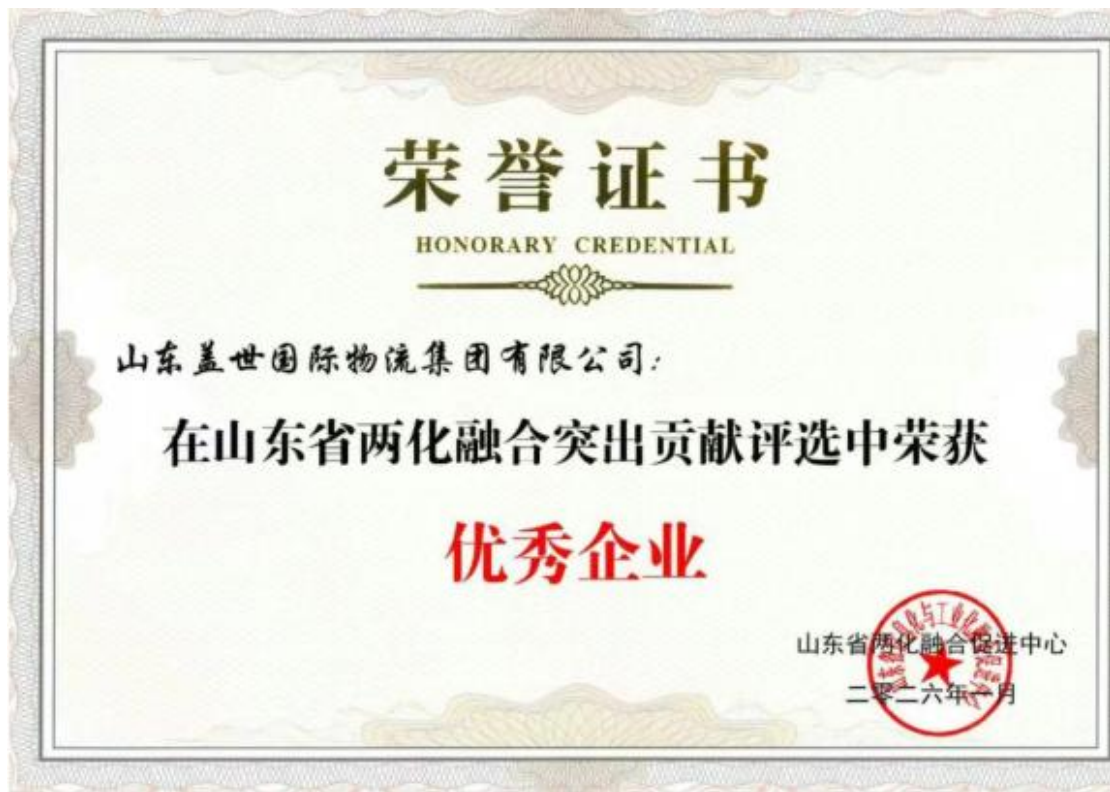 荣誉证书
HONORARY CREDENTIAL
山东盖世国际物流集团有限公司:
在山东省两化融合突出贡献评选中荣获
优秀企业
山东省两化融合促进中心
二零二六年一月